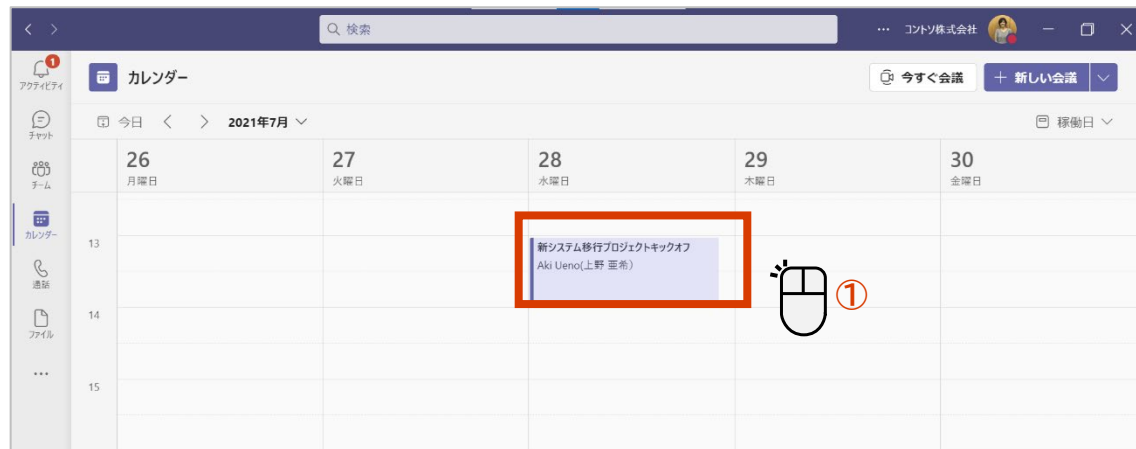 検索
コントソ株式会社
1
アクティビティ
カレンダー
今すぐ会議
新しい会議
チャット
今日
2021年7月
稼働日
チーム
26
月曜日
27
火曜日
28
水曜日
29
木曜日
30
金曜日
カレンダー
13
新システム移行プロジェクトキックオフ
Aki Ueno(上野 亜希)
①
通話
14
ファイル
15